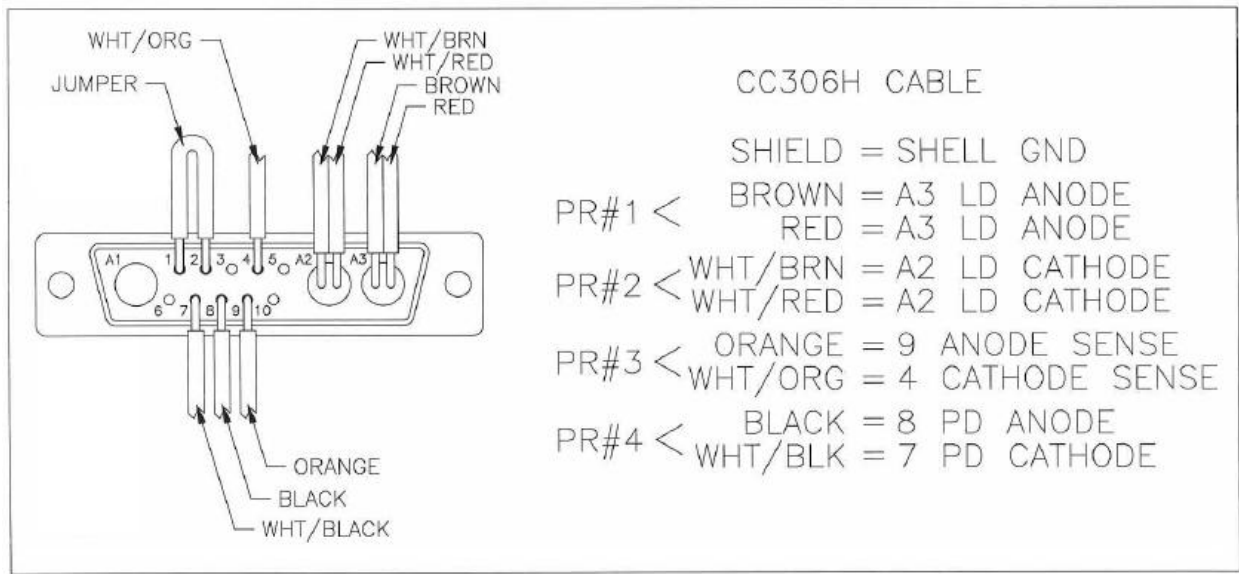 WHT/ORG
JUMPER
WHT/BRN
WHT/RED
BROWN
RED
A1 1 2 3 4 5 A2 A3
6 7 8 9 10
ORANGE
BLACK
WHT/BLACK
CC306H CABLE
SHIELD = SHELL GND
PR#1 < BROWN = A3 LD ANODE
RED = A3 LD ANODE
PR#2 < WHT/BRN = A2 LD CATHODE
WHT/RED = A2 LD CATHODE
PR#3 < ORANGE = 9 ANODE SENSE
WHT/ORG = 4 CATHODE SENSE
PR#4 < BLACK = 8 PD ANODE
WHT/BLK = 7 PD CATHODE